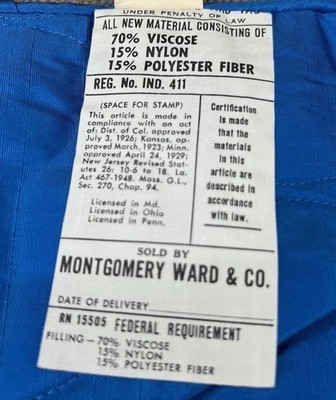 UNDER PENALTY OF LAW
ALL NEW MATERIAL CONSISTING OF
70% VISCOSE
15% NYLON
15% POLYESTER FIBER
REG. No. IND. 411
(SPACE FOR STAMP)
This article is made in
compliance with an act
of: Dist. of Col. approved
July 3, 1926; Kansas, ap-
proved March, 1923; Minn.
approved April 24, 1929;
New Jersey Revised Stat-
utes 26: 10-6 to 18. La.
Act 467-1948. Mass. G.L.,
Sec. 270, Chap. 94.
Licensed in Md.
Licensed in Ohio
Licensed in Penn.
Certification
is made
that the
materials
in this
article are
described in
accordance
with law.
SOLD BY
MONTGOMERY WARD & CO.
DATE OF DELIVERY
RN 15505 FEDERAL REQUIREMENT
FILLING—70% VISCOSE
15% NYLON
15% POLYESTER FIBER